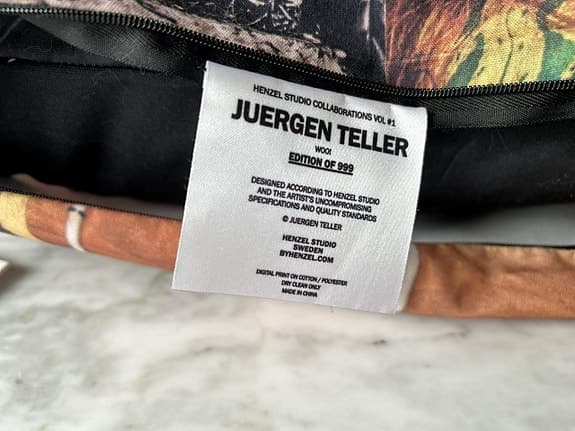 HENZEL STUDIO COLLABORATIONS VOL #1
JUERGEN TELLER
WOO!
EDITION OF 999
DESIGNED ACCORDING TO HENZEL STUDIO
AND THE ARTIST'S UNCOMPROMISING
SPECIFICATIONS AND QUALITY STANDARDS
© JUERGEN TELLER
HENZEL STUDIO
SWEDEN
BYHENZEL.COM
DIGITAL PRINT ON COTTON / POLYESTER
DRY CLEAN ONLY
MADE IN CHINA